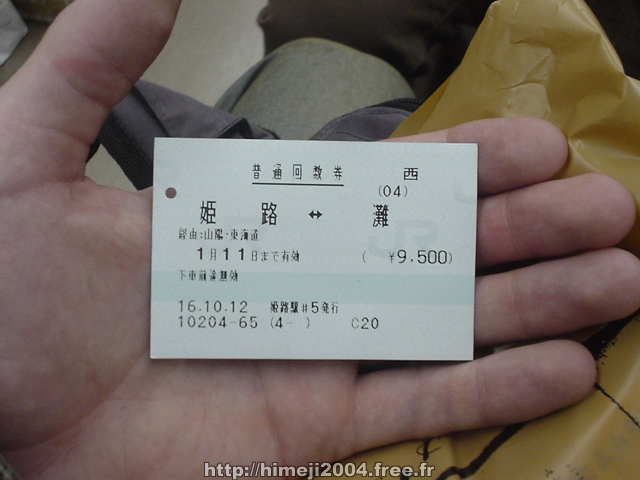 普通回数券 西
(04)
姫路 ↔ 灘
経由:山陽・東海道
1月11日まで有効 ( ¥9,500)
下車前途無効
16.10.12 姫路駅#5発行
10204-65 (4- ) C20
http://himeji2004.free.fr